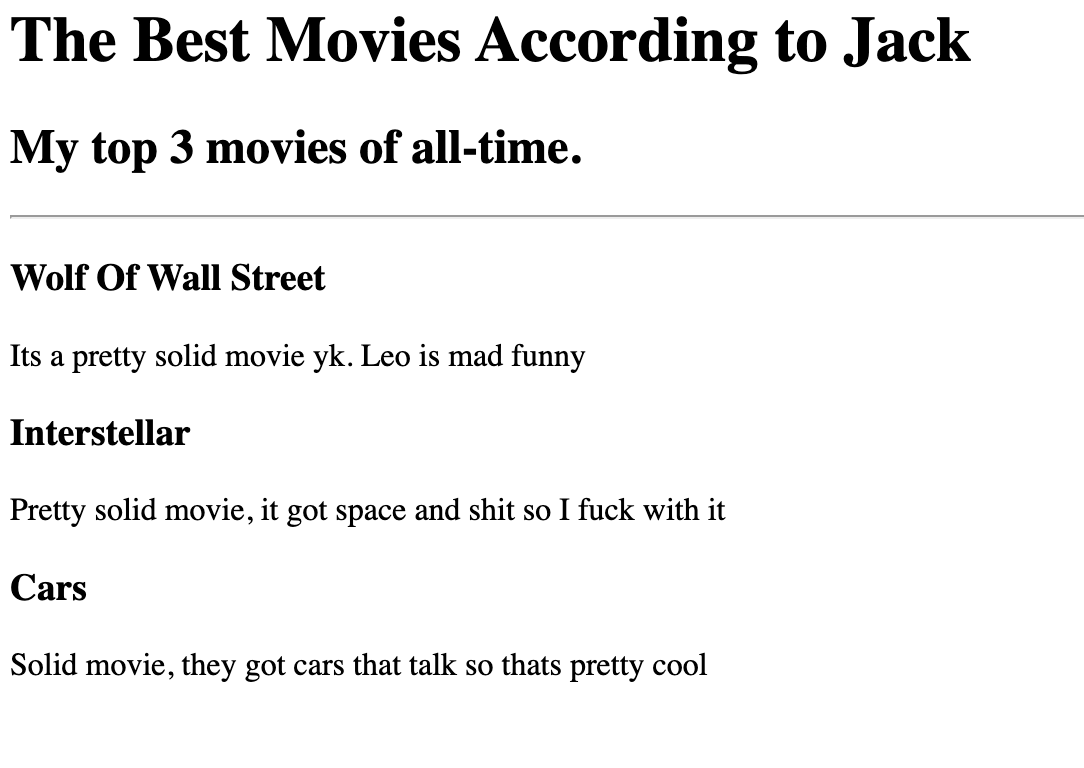 The Best Movies According to Jack
My top 3 movies of all-time.
Wolf Of Wall Street
Its a pretty solid movie yk. Leo is mad funny
Interstellar
Pretty solid movie, it got space and shit so I fuck with it
Cars
Solid movie, they got cars that talk so thats pretty cool